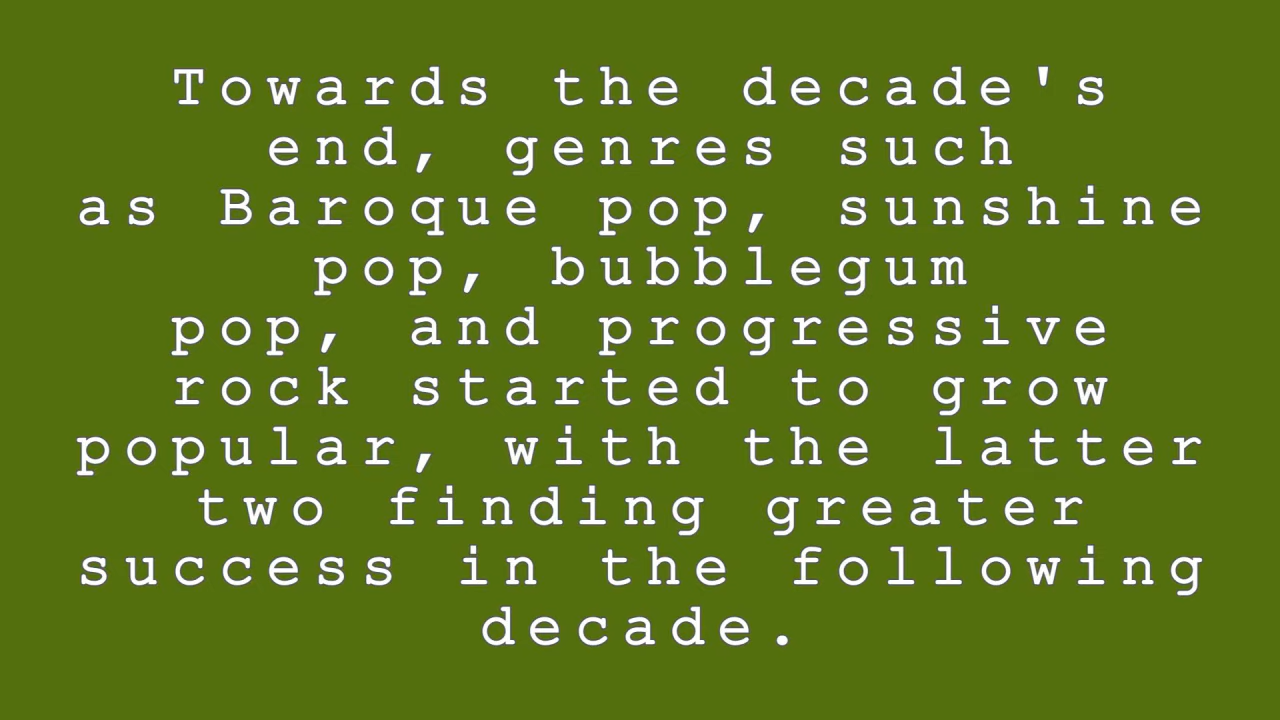 Towards the decade's
end, genres such
as Baroque pop, sunshine
pop, bubblegum
pop, and progressive
rock started to grow
popular, with the latter
two finding greater
success in the following
decade.